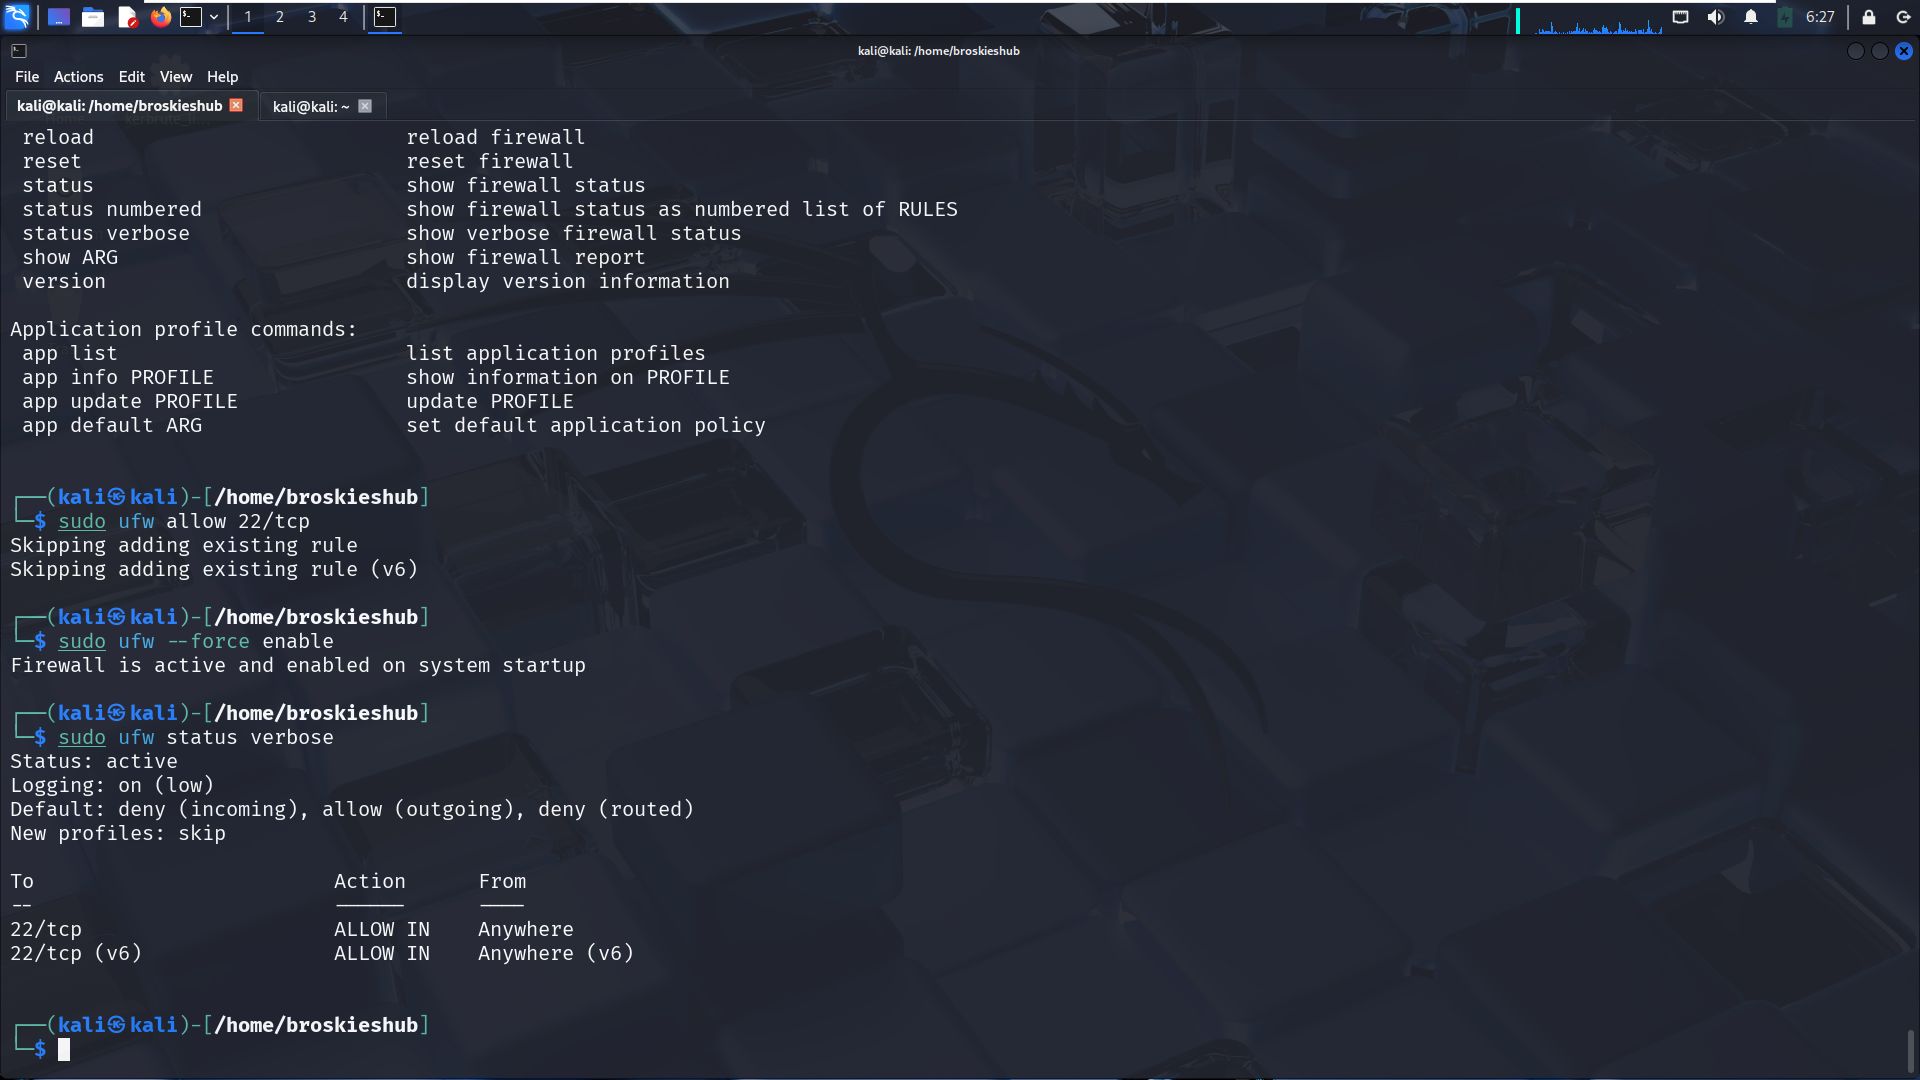 1 2 3 4 6:27
kali@kali: /home/broskieshub
File Actions Edit View Help
kali@kali: /home/broskieshub kali@kali: ~
reload reload firewall
reset reset firewall
status show firewall status
status numbered show firewall status as numbered list of RULES
status verbose show verbose firewall status
show ARG show firewall report
version display version information
Application profile commands:
app list list application profiles
app info PROFILE show information on PROFILE
app update PROFILE update PROFILE
app default ARG set default application policy
┌──(kali㉿kali)-[/home/broskieshub]
└─$ sudo ufw allow 22/tcp
Skipping adding existing rule
Skipping adding existing rule (v6)
┌──(kali㉿kali)-[/home/broskieshub]
└─$ sudo ufw --force enable
Firewall is active and enabled on system startup
┌──(kali㉿kali)-[/home/broskieshub]
└─$ sudo ufw status verbose
Status: active
Logging: on (low)
Default: deny (incoming), allow (outgoing), deny (routed)
New profiles: skip
To Action From
-- ------ ----
22/tcp ALLOW IN Anywhere
22/tcp (v6) ALLOW IN Anywhere (v6)
┌──(kali㉿kali)-[/home/broskieshub]
└─$